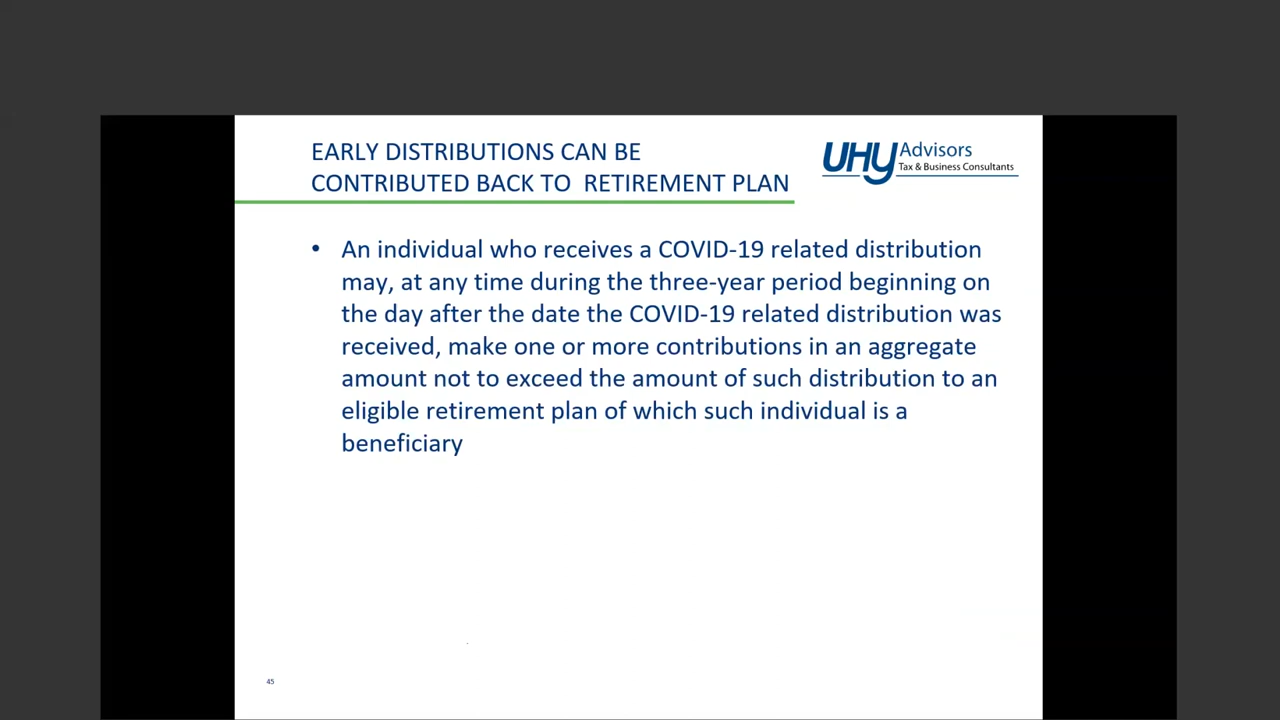 EARLY DISTRIBUTIONS CAN BE
CONTRIBUTED BACK TO RETIREMENT PLAN
UHY Advisors
Tax & Business Consultants
• An individual who receives a COVID-19 related distribution
may, at any time during the three-year period beginning on
the day after the date the COVID-19 related distribution was
received, make one or more contributions in an aggregate
amount not to exceed the amount of such distribution to an
eligible retirement plan of which such individual is a
beneficiary
45